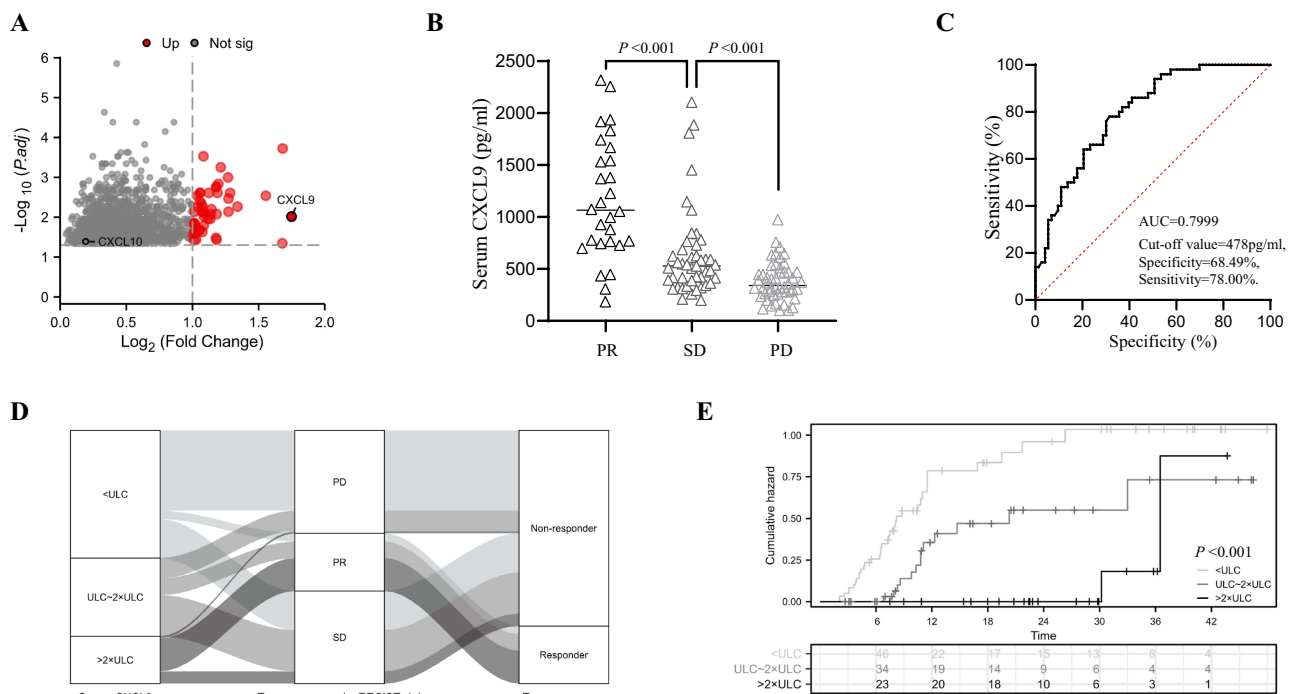 A
Up
Not sig
6
5
4
3
2
1
0
-Log 10 (P.adj)
CXCL9
CXCL10
0.0
0.5
1.0
1.5
2.0
Log2 (Fold Change)
B
P <0.001
P <0.001
2500
2000
1500
1000
500
0
Serum CXCL9 (pg/ml)
PR
SD
PD
C
100
80
60
40
20
0
Sensitivity (%)
AUC=0.7999
Cut-off value=478pg/ml,
Specificity=68.49%,
Sensitivity=78.00%.
0
20
40
60
80
100
Specificity (%)
D
<ULC
ULC~2×ULC
>2×ULC
PD
PR
SD
Non-responder
Responder
E
1.00
0.75
0.50
0.25
0.00
Cumulative hazard
P <0.001
<ULC
ULC~2×ULC
>2×ULC
6
12
18
24
30
36
42
Time
<ULC 46 22 17 15 13 8 4
ULC~2×ULC 34 19 14 9 6 4 4
>2×ULC 23 20 18 10 6 3 1